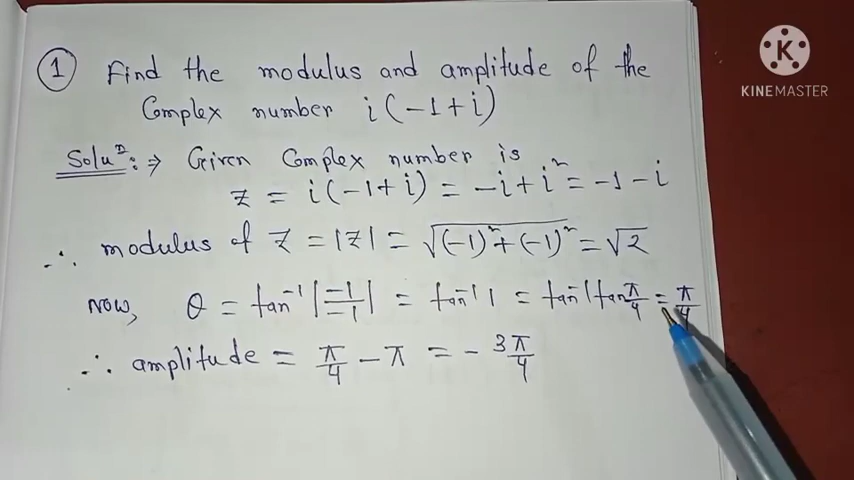 ① Find the modulus and amplitude of the
Complex number i(-1+i)
Soluⁿ:⇒ Given Complex number is
z = i(-1+i) = -i+i² = -1-i
∴ modulus of z = |z| = √((-1)²+(-1)²) = √2
Now, θ = tan⁻¹|-1/-1| = tan⁻¹1 = tan⁻¹tan π/4 = π/4
∴ amplitude = π/4 - π = - 3π/4
K
KINEMASTER